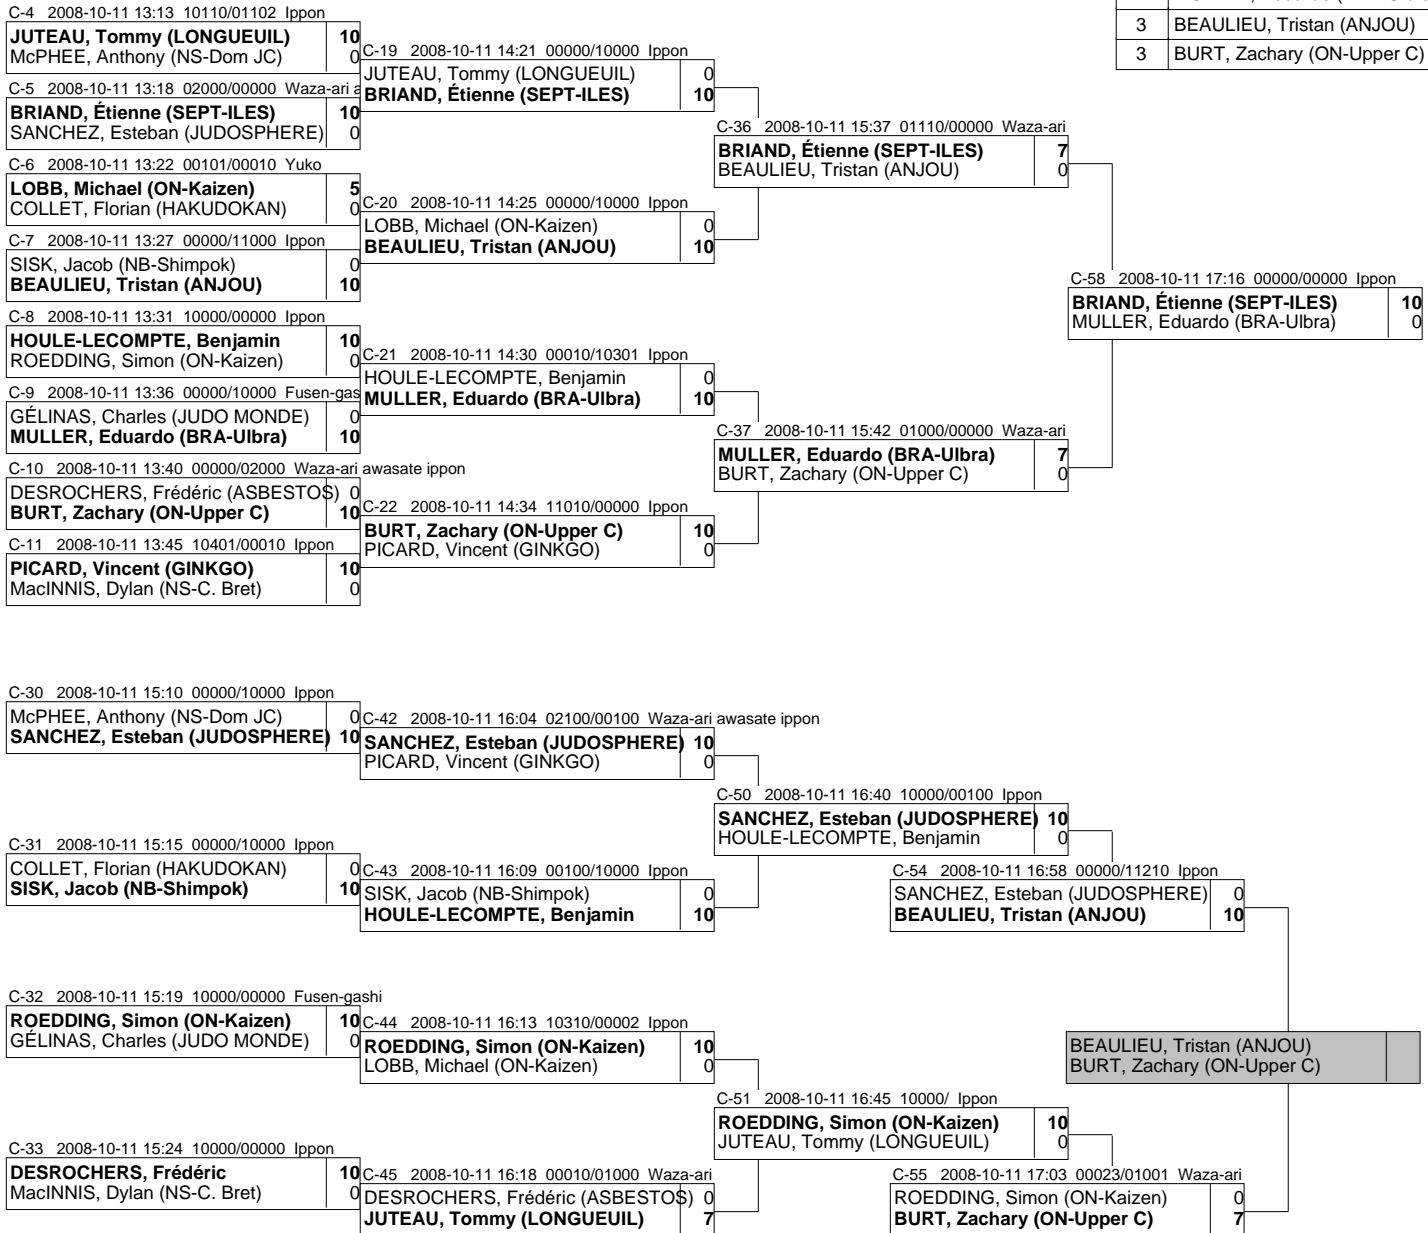 C-4 2008-10-11 13:13 10110/01102 Ippon
JUTEAU, Tommy (LONGUEUIL) 10
McPHEE, Anthony (NS-Dom JC) 0
C-5 2008-10-11 13:18 02000/00000 Waza-ari a
BRIAND, Étienne (SEPT-ILES) 10
SANCHEZ, Esteban (JUDOSPHERE) 0
C-6 2008-10-11 13:22 00101/00010 Yuko
LOBB, Michael (ON-Kaizen) 5
COLLET, Florian (HAKUDOKAN) 0
C-7 2008-10-11 13:27 00000/11000 Ippon
SISK, Jacob (NB-Shimpok) 0
BEAULIEU, Tristan (ANJOU) 10
C-8 2008-10-11 13:31 10000/00000 Ippon
HOULE-LECOMPTE, Benjamin 10
ROEDDING, Simon (ON-Kaizen) 0
C-9 2008-10-11 13:36 00000/10000 Fusen-gas
GÉLINAS, Charles (JUDO MONDE) 0
MULLER, Eduardo (BRA-Ulbra) 10
C-10 2008-10-11 13:40 00000/02000 Waza-ari awasate ippon
DESROCHERS, Frédéric (ASBESTOS) 0
BURT, Zachary (ON-Upper C) 10
C-11 2008-10-11 13:45 10401/00010 Ippon
PICARD, Vincent (GINKGO) 10
MacINNIS, Dylan (NS-C. Bret) 0
C-19 2008-10-11 14:21 00000/10000 Ippon
JUTEAU, Tommy (LONGUEUIL) 0
BRIAND, Étienne (SEPT-ILES) 10
C-20 2008-10-11 14:25 00000/10000 Ippon
LOBB, Michael (ON-Kaizen) 0
BEAULIEU, Tristan (ANJOU) 10
C-21 2008-10-11 14:30 00010/10301 Ippon
HOULE-LECOMPTE, Benjamin 0
MULLER, Eduardo (BRA-Ulbra) 10
C-22 2008-10-11 14:34 11010/00000 Ippon
BURT, Zachary (ON-Upper C) 10
PICARD, Vincent (GINKGO) 0
C-36 2008-10-11 15:37 01110/00000 Waza-ari
BRIAND, Étienne (SEPT-ILES) 7
BEAULIEU, Tristan (ANJOU) 0
C-37 2008-10-11 15:42 01000/00000 Waza-ari
MULLER, Eduardo (BRA-Ulbra) 7
BURT, Zachary (ON-Upper C) 0
3 BEAULIEU, Tristan (ANJOU)
3 BURT, Zachary (ON-Upper C)
C-58 2008-10-11 17:16 00000/00000 Ippon
BRIAND, Étienne (SEPT-ILES) 10
MULLER, Eduardo (BRA-Ulbra) 0
C-30 2008-10-11 15:10 00000/10000 Ippon
McPHEE, Anthony (NS-Dom JC) 0
SANCHEZ, Esteban (JUDOSPHERE) 10
C-31 2008-10-11 15:15 00000/10000 Ippon
COLLET, Florian (HAKUDOKAN) 0
SISK, Jacob (NB-Shimpok) 10
C-32 2008-10-11 15:19 10000/00000 Fusen-gashi
ROEDDING, Simon (ON-Kaizen) 10
GÉLINAS, Charles (JUDO MONDE) 0
C-33 2008-10-11 15:24 10000/00000 Ippon
DESROCHERS, Frédéric 10
MacINNIS, Dylan (NS-C. Bret) 0
C-42 2008-10-11 16:04 02100/00100 Waza-ari awasate ippon
SANCHEZ, Esteban (JUDOSPHERE) 10
PICARD, Vincent (GINKGO) 0
C-43 2008-10-11 16:09 00100/10000 Ippon
SISK, Jacob (NB-Shimpok) 0
HOULE-LECOMPTE, Benjamin 10
C-44 2008-10-11 16:13 10310/00002 Ippon
ROEDDING, Simon (ON-Kaizen) 10
LOBB, Michael (ON-Kaizen) 0
C-45 2008-10-11 16:18 00010/01000 Waza-ari
DESROCHERS, Frédéric (ASBESTOS) 0
JUTEAU, Tommy (LONGUEUIL) 7
C-50 2008-10-11 16:40 10000/00100 Ippon
SANCHEZ, Esteban (JUDOSPHERE) 10
HOULE-LECOMPTE, Benjamin 0
C-51 2008-10-11 16:45 10000/ Ippon
ROEDDING, Simon (ON-Kaizen) 10
JUTEAU, Tommy (LONGUEUIL) 0
C-54 2008-10-11 16:58 00000/11210 Ippon
SANCHEZ, Esteban (JUDOSPHERE) 0
BEAULIEU, Tristan (ANJOU) 10
C-55 2008-10-11 17:03 00023/01001 Waza-ari
ROEDDING, Simon (ON-Kaizen) 0
BURT, Zachary (ON-Upper C) 7
BEAULIEU, Tristan (ANJOU)
BURT, Zachary (ON-Upper C)